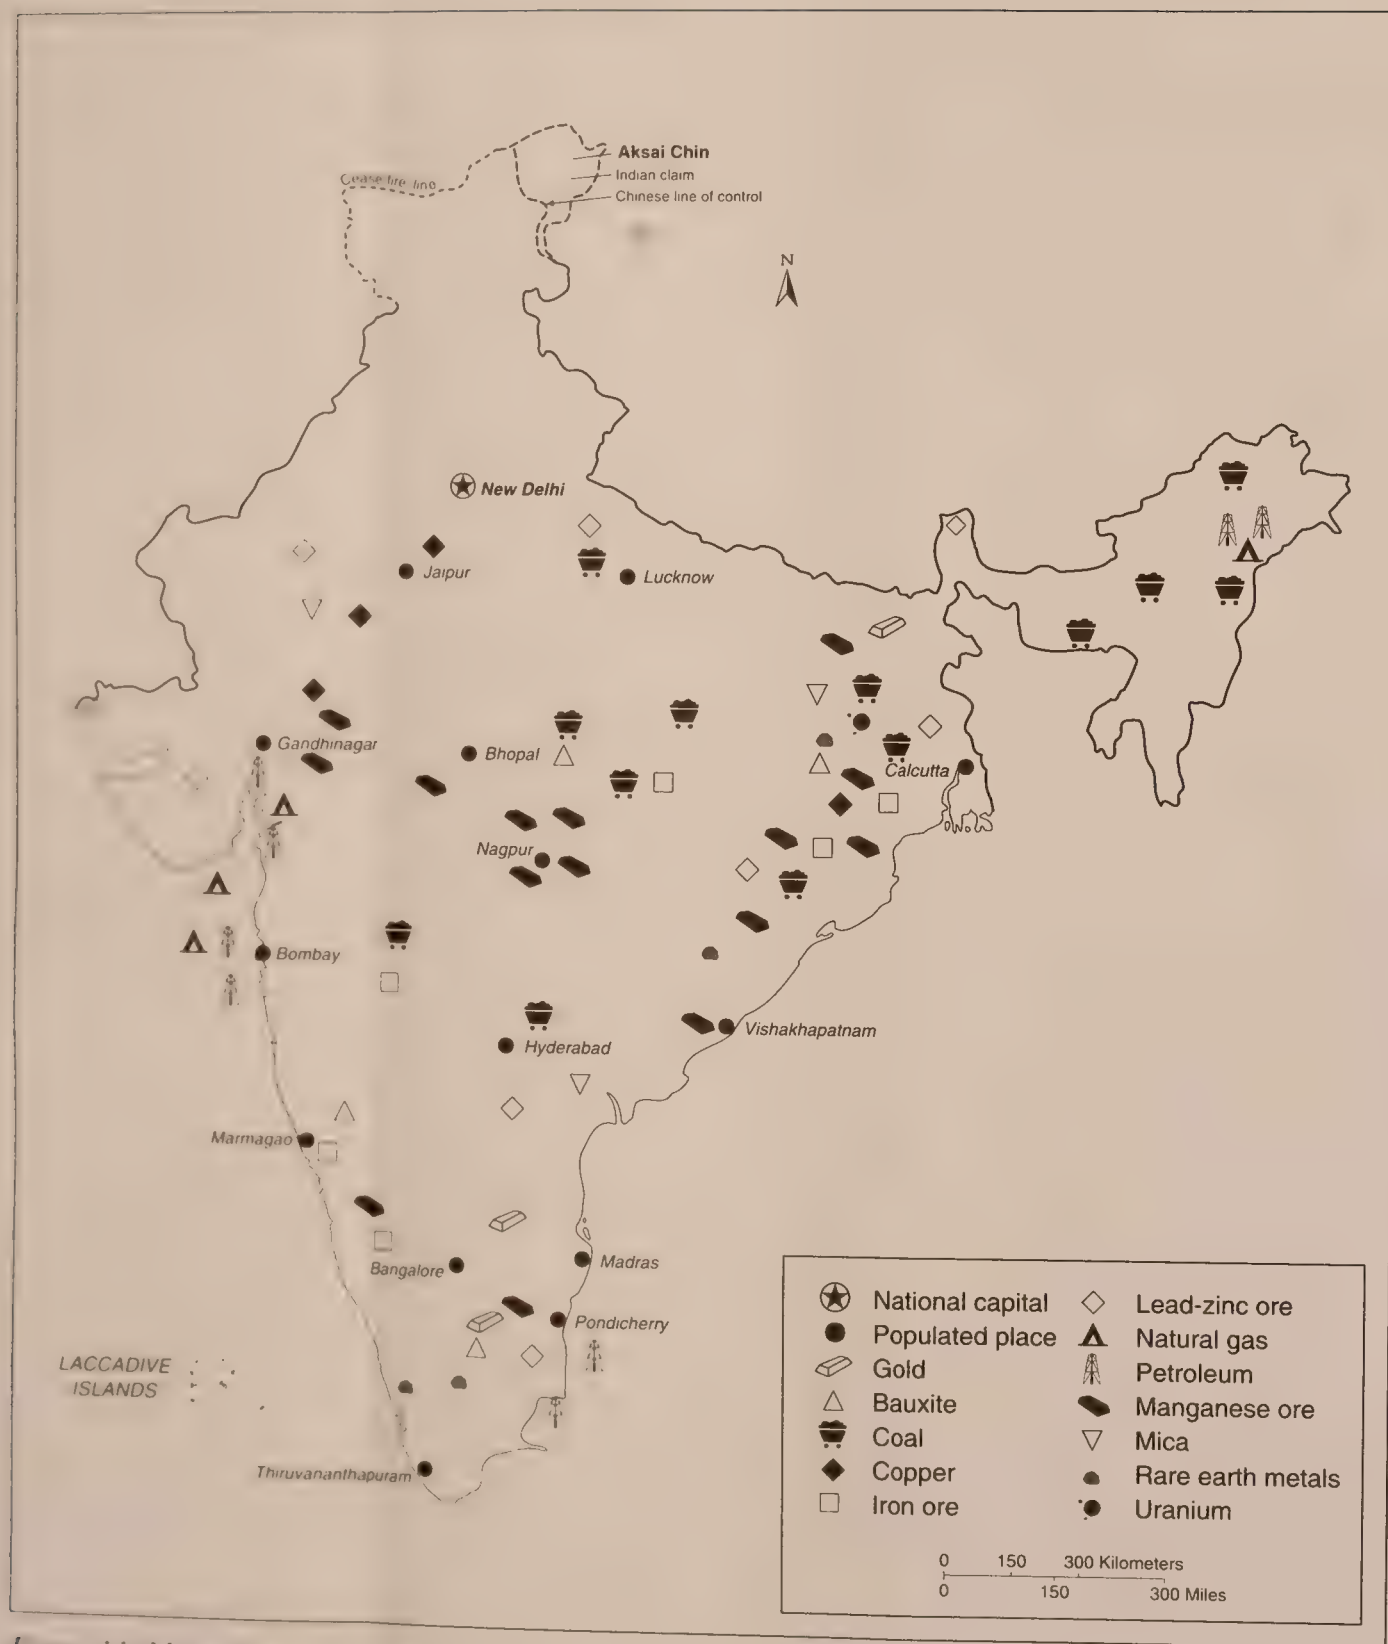 Aksai Chin
Indian claim
Chinese line of control
Cease fire line
N
New Delhi
Jaipur
Lucknow
Gandhinagar
Bhopal
Calcutta
Nagpur
Bombay
Vishakhapatnam
Hyderabad
Marmagao
Bangalore
Madras
Pondicherry
LACCADIVE
ISLANDS
Thiruvananthapuram
National capital
Populated place
Gold
Bauxite
Coal
Copper
Iron ore
Lead-zinc ore
Natural gas
Petroleum
Manganese ore
Mica
Rare earth metals
Uranium
0 150 300 Kilometers
0 150 300 Miles